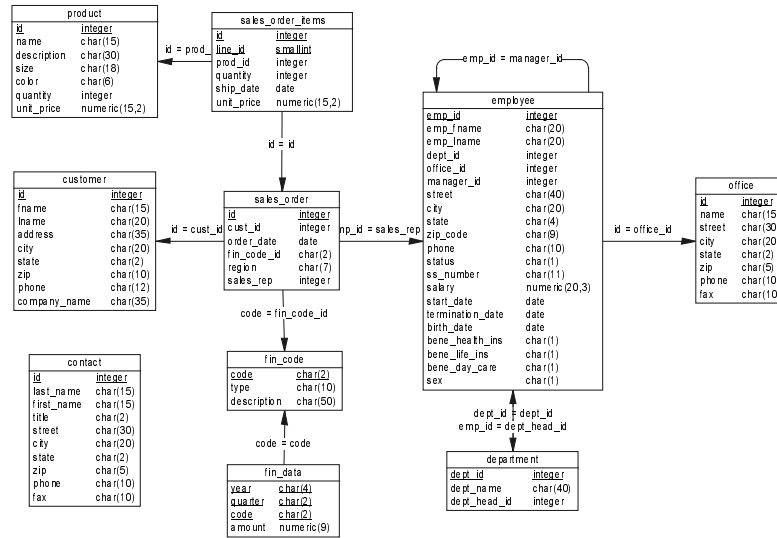 product
id integer
name char(15)
description char(30)
size char(18)
color char(6)
quantity integer
unit_price numeric(15,2)
id = prod_
sales_order_items
id integer
line_id smallint
prod_id integer
quantity integer
ship_date date
unit_price numeric(15,2)
id = id
emp_id = manager_id
employee
emp_id integer
emp_fname char(20)
emp_lname char(20)
dept_id integer
office_id integer
manager_id integer
street char(40)
city char(20)
state char(4)
zip_code char(9)
phone char(10)
status char(1)
ss_number char(11)
salary numeric(20,3)
start_date date
termination_date date
birth_date date
bene_health_ins char(1)
bene_life_ins char(1)
bene_day_care char(1)
sex char(1)
customer
id integer
fname char(15)
lname char(20)
address char(35)
city char(20)
state char(2)
zip char(10)
phone char(12)
company_name char(35)
id = cust_id
sales_order
id integer
cust_id integer
order_date date
fin_code_id char(2)
region char(7)
sales_rep integer
np_id = sales_rep
id = office_id
office
id integer
name char(15
street char(30
city char(20
state char(2)
zip char(5)
phone char(10
fax char(10
code = fin_code_id
contact
id integer
last_name char(15)
first_name char(15)
title char(2)
street char(30)
city char(20)
state char(2)
zip char(5)
phone char(10)
fax char(10)
fin_code
code char(2)
type char(10)
description char(50)
code = code
fin_data
year char(4)
quarter char(2)
code char(2)
amount numeric(9)
dept_id = dept_id
emp_id = dept_head_id
department
dept_id integer
dept_name char(40)
dept_head_id integer